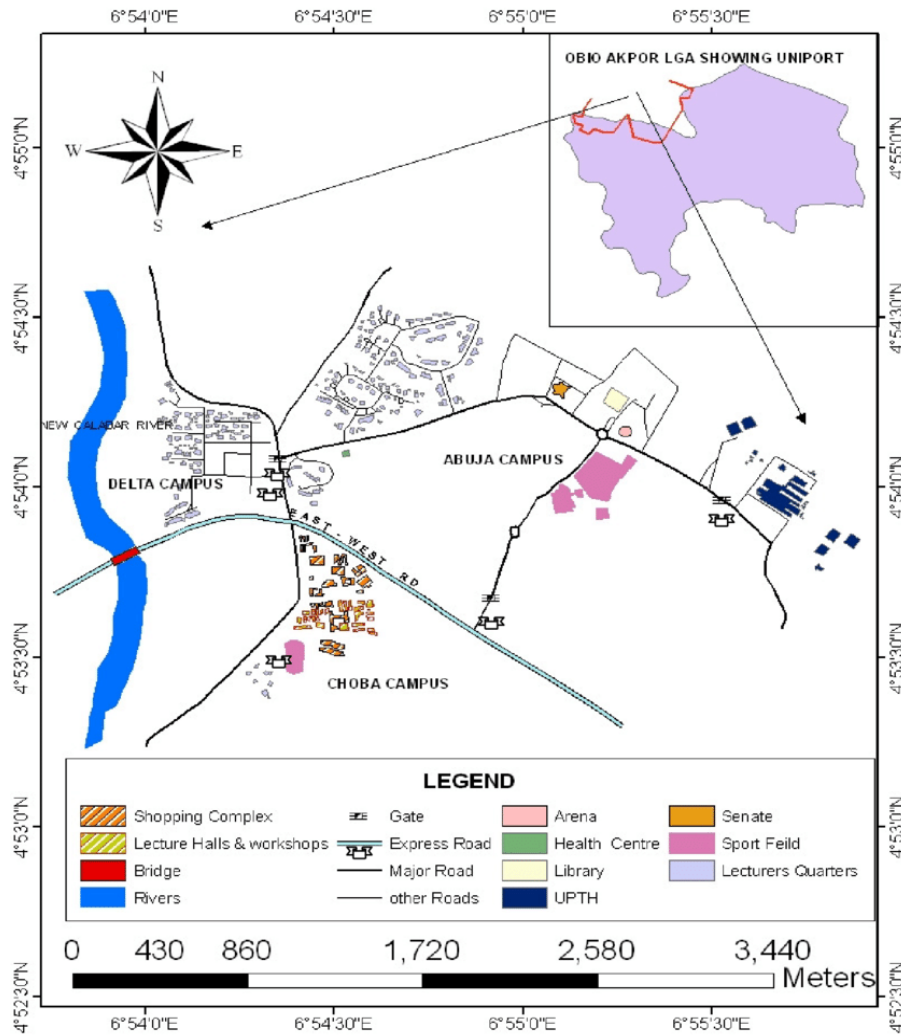 6°54'0"E 6°54'30"E 6°55'0"E 6°55'30"E
OBIO AKPOR LGA SHOWING UNIPORT
N
W E
S
4°55'0"N 4°55'0"N
4°54'30"N 4°54'30"N
NEW CALABAR RIVER
ABUJA CAMPUS
DELTA CAMPUS
4°54'0"N 4°54'0"N
EAST - WEST RD
4°53'30"N 4°53'30"N
CHOBA CAMPUS
LEGEND
Shopping Complex Gate Arena Senate
Lecture Halls & workshops Express Road Health Centre Sport Feild
Bridge Major Road Library Lecturers Quarters
Rivers other Roads UPTH
4°53'0"N 4°53'0"N
0 430 860 1,720 2,580 3,440
Meters
4°52'30"N 4°52'30"N
6°54'0"E 6°54'30"E 6°55'0"E 6°55'30"E